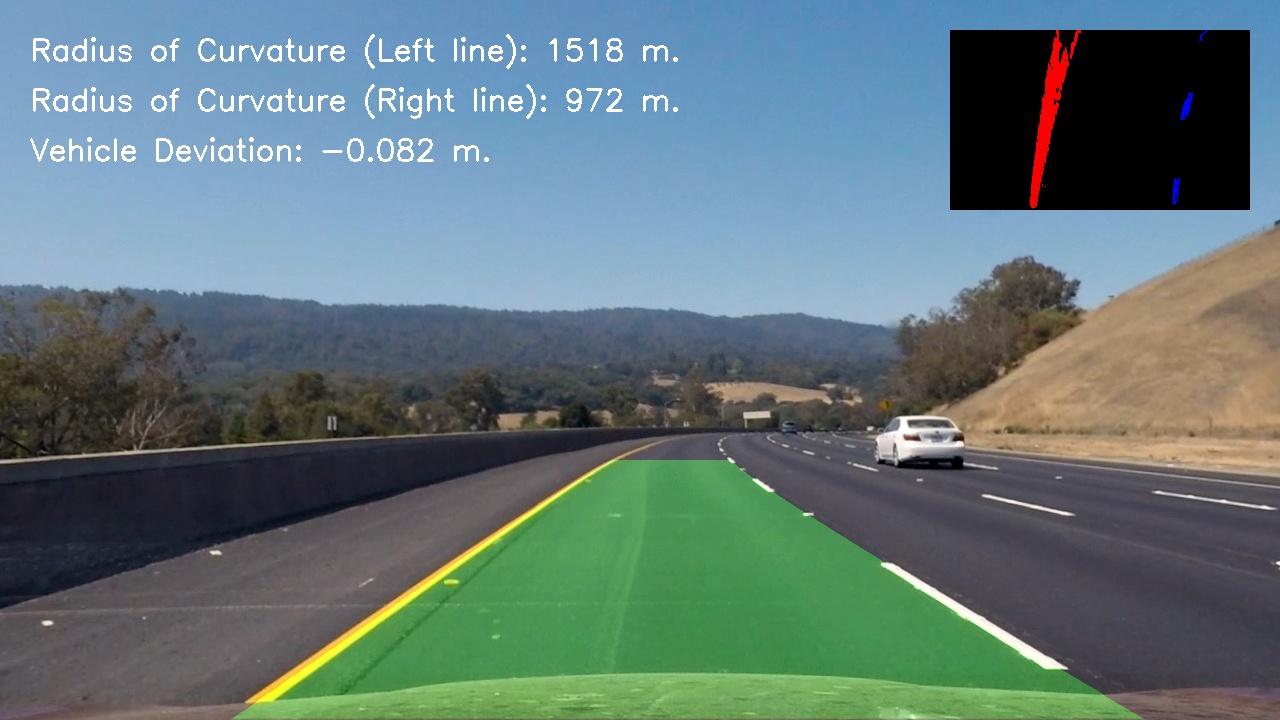 Radius of Curvature (Left line): 1518 m.
Radius of Curvature (Right line): 972 m.
Vehicle Deviation: -0.082 m.